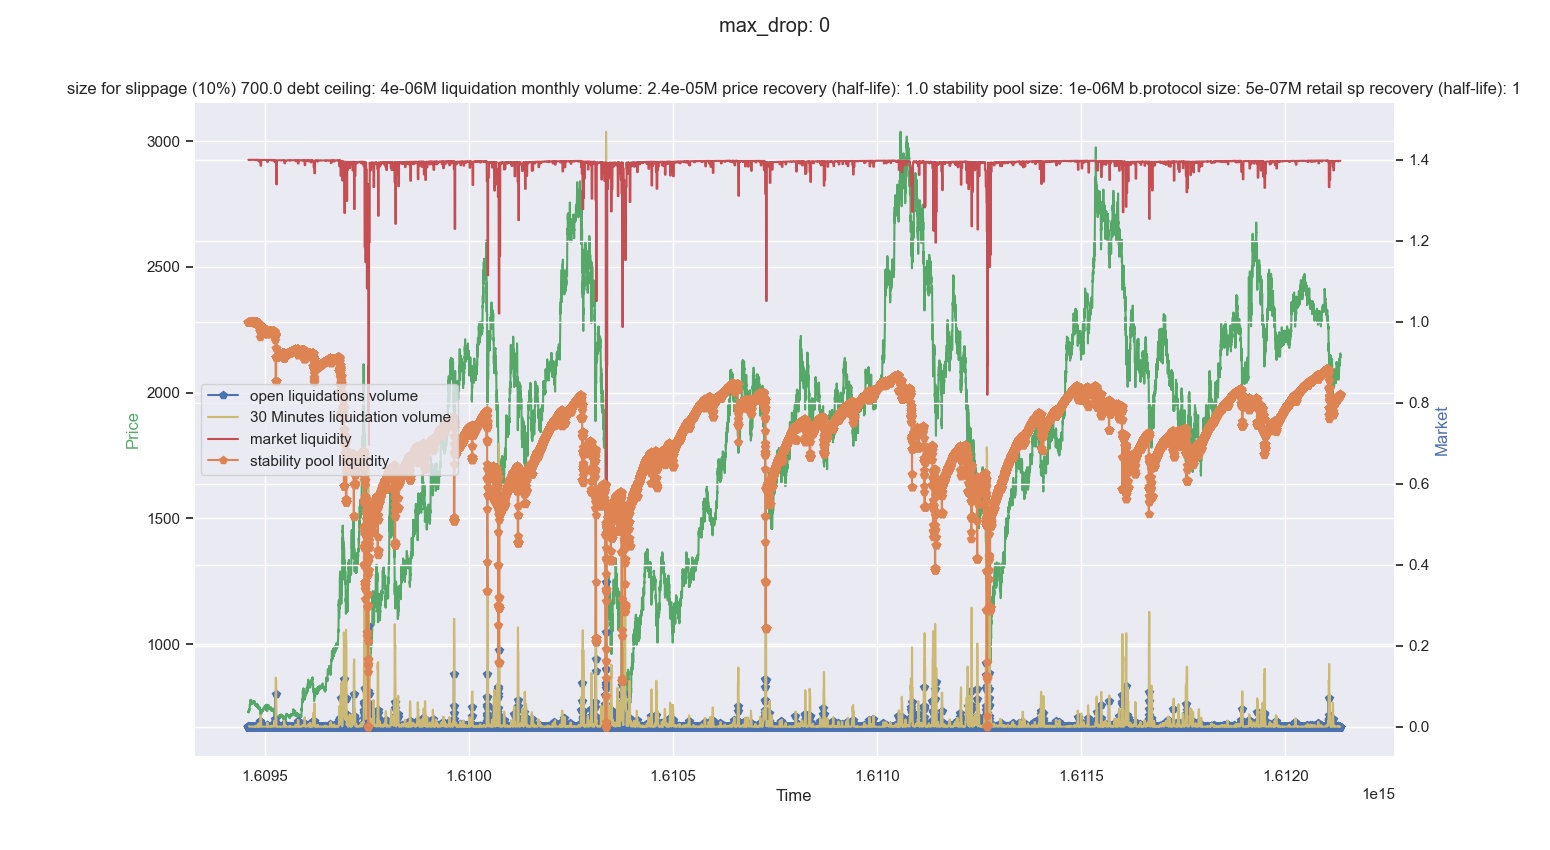 max_drop: 0
size for slippage (10%) 700.0 debt ceiling: 4e-06M liquidation monthly volume: 2.4e-05M price recovery (half-life): 1.0 stability pool size: 1e-06M b.protocol size: 5e-07M retail sp recovery (half-life): 1
3000
2500
2000
1500
1000
Price
1.4
1.2
1.0
0.8
0.6
0.4
0.2
0.0
Market
open liquidations volume
30 Minutes liquidation volume
market liquidity
stability pool liquidity
1.6095 1.6100 1.6105 1.6110 1.6115 1.6120
Time
1e15